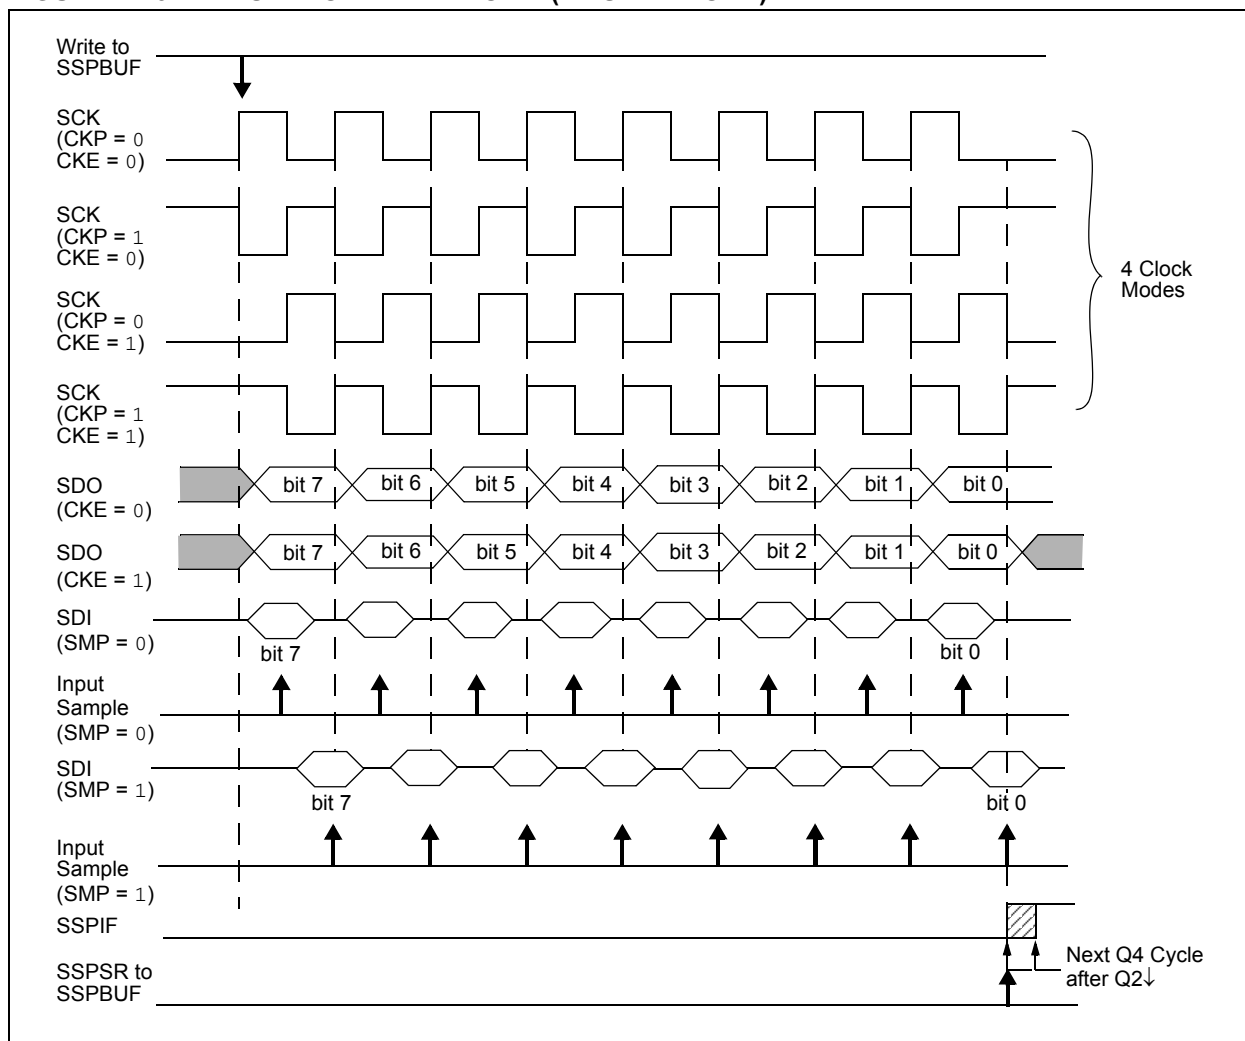 Write to
SSPBUF
SCK
(CKP = 0
CKE = 0)
SCK
(CKP = 1
CKE = 0)
SCK
(CKP = 0
CKE = 1)
SCK
(CKP = 1
CKE = 1)
4 Clock
Modes
SDO
(CKE = 0)
bit 7 bit 6 bit 5 bit 4 bit 3 bit 2 bit 1 bit 0
SDO
(CKE = 1)
bit 7 bit 6 bit 5 bit 4 bit 3 bit 2 bit 1 bit 0
SDI
(SMP = 0)
bit 7 bit 0
Input
Sample
(SMP = 0)
SDI
(SMP = 1)
bit 7 bit 0
Input
Sample
(SMP = 1)
SSPIF
Next Q4 Cycle
after Q2↓
SSPSR to
SSPBUF